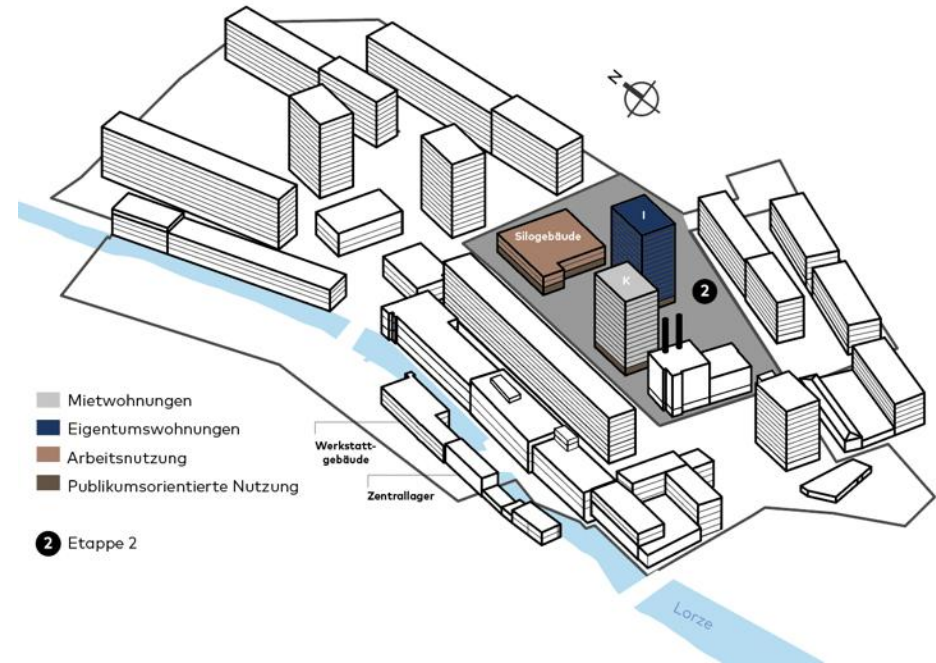 N
I
Silogebäude
K
2
Mietwohnungen
Eigentumswohnungen
Arbeitsnutzung
Publikumsorientierte Nutzung
Werkstatt-
gebäude
Zentrallager
2 Etappe 2
Lorze